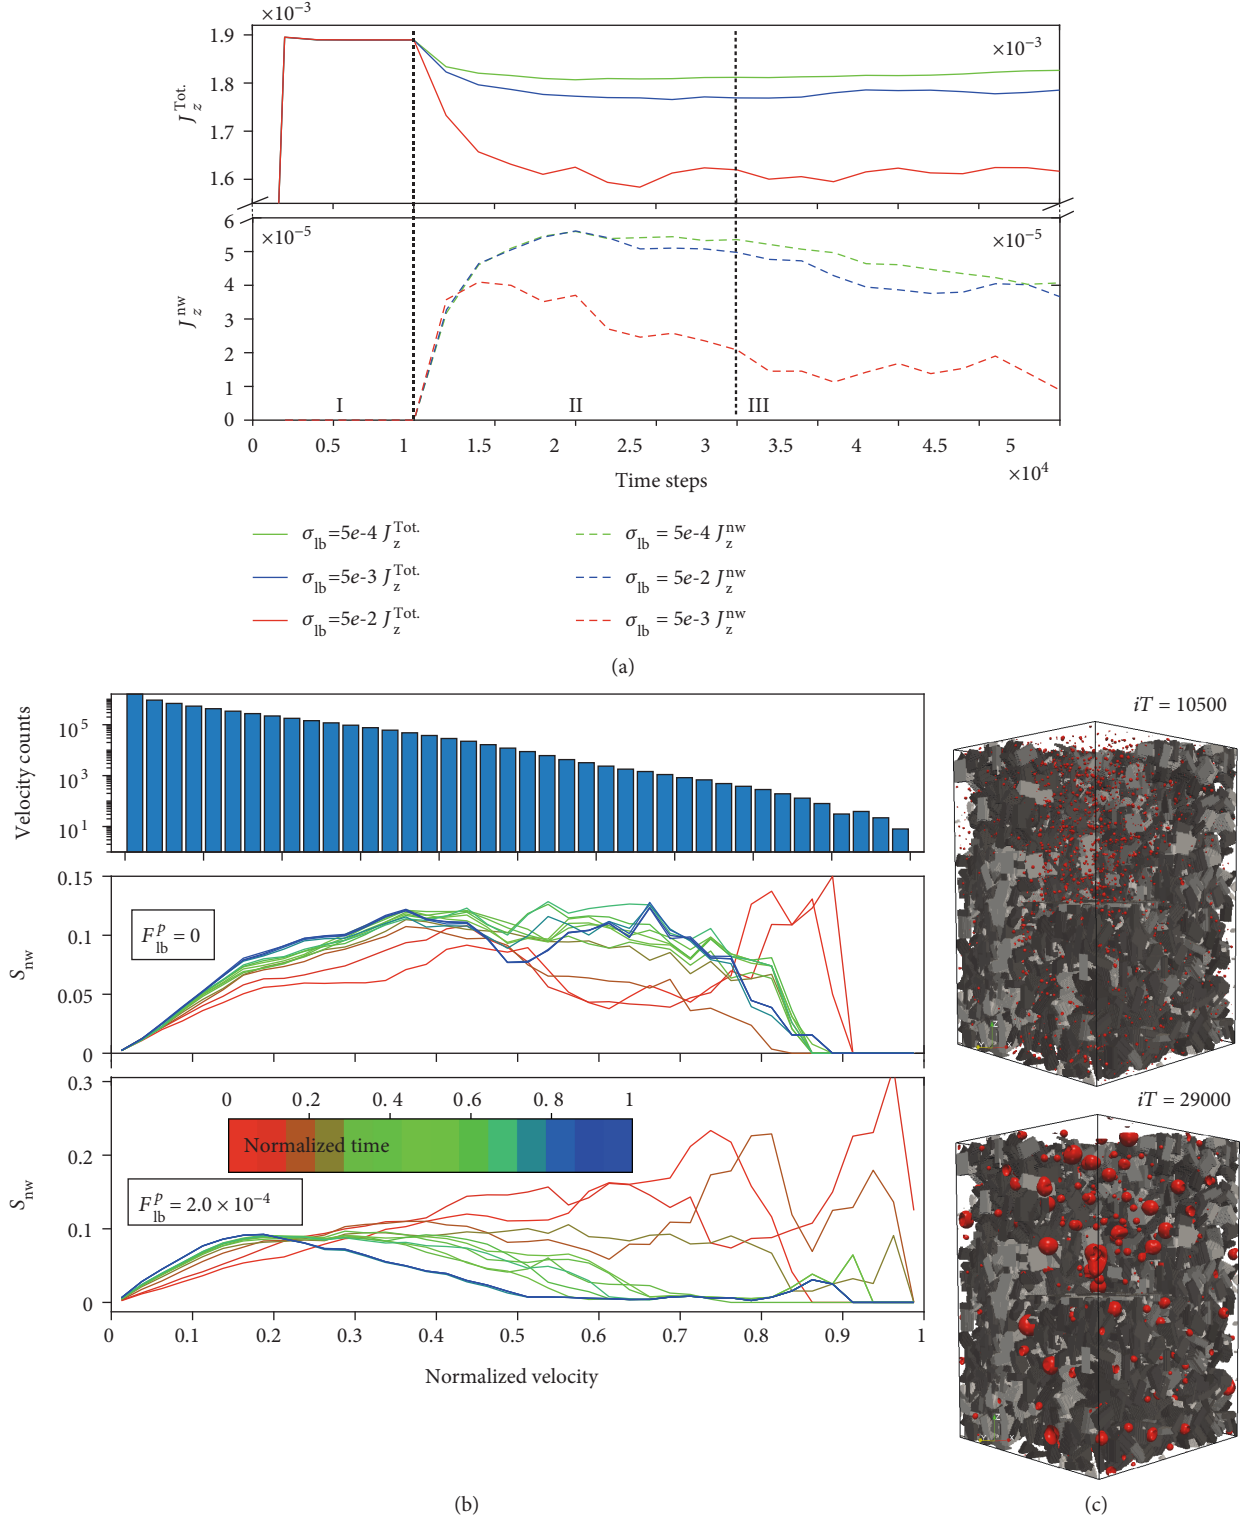 ×10⁻³
1.9
1.8
1.7
1.6
J_z^Tot.
×10⁻³
6
5
4
3
2
1
0
J_z^nw
×10⁻⁵
×10⁻⁵
I
II
III
0 0.5 1 1.5 2 2.5 3 3.5 4 4.5 5
Time steps
×10⁴
σ_lb=5e-4 J_z^Tot.
σ_lb = 5e-4 J_z^nw
σ_lb=5e-3 J_z^Tot.
σ_lb = 5e-2 J_z^nw
σ_lb=5e-2 J_z^Tot.
σ_lb = 5e-3 J_z^nw
(a)
Velocity counts
10⁵
10³
10¹
S_nw
0.15
0.1
0.05
0
F_lb^p = 0
S_nw
0.3
0.2
0.1
0
0 0.2 0.4 0.6 0.8 1
Normalized time
F_lb^p = 2.0 × 10⁻⁴
0 0.1 0.2 0.3 0.4 0.5 0.6 0.7 0.8 0.9 1
Normalized velocity
(b)
iT = 10500
Z
Y X
iT = 29000
Z
Y X
(c)